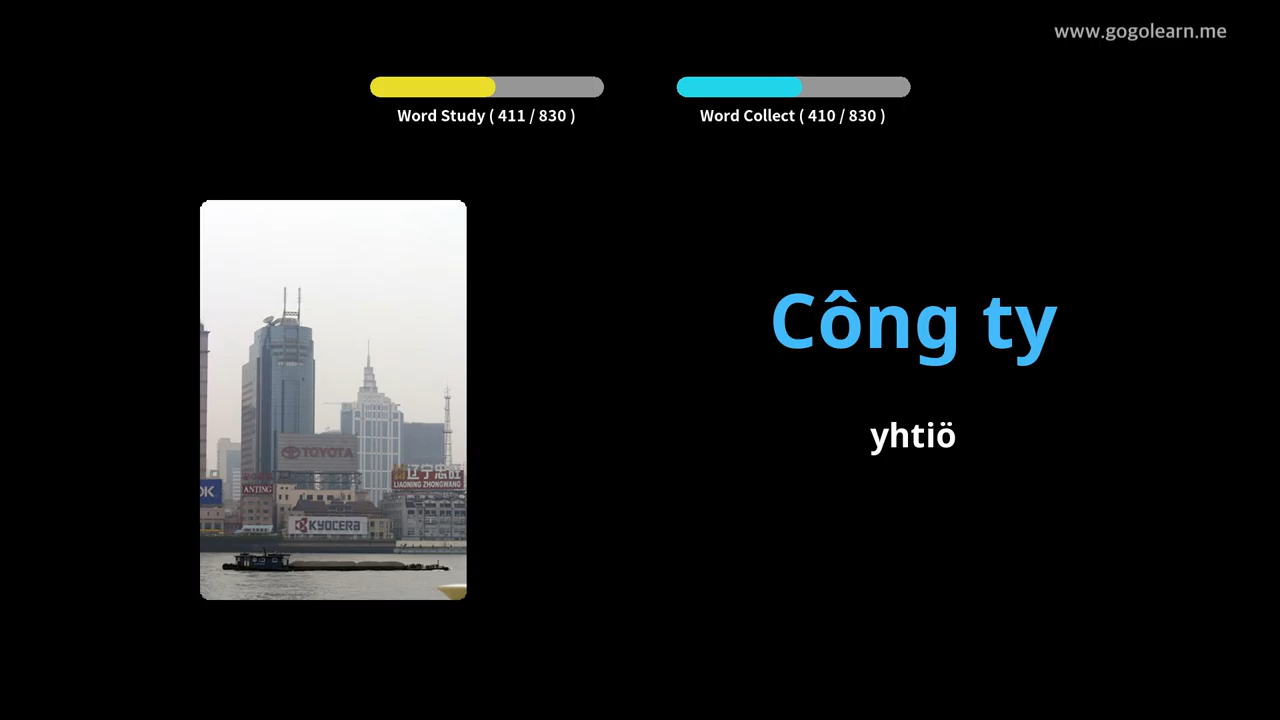 www.gogolearn.me
Word Study ( 411 / 830 )
Word Collect ( 410 / 830 )
Công ty
yhtiö
TOYOTA
辽宁忠旺
LIAONING ZHONGWANG
OK
ANTING
KYOCERA